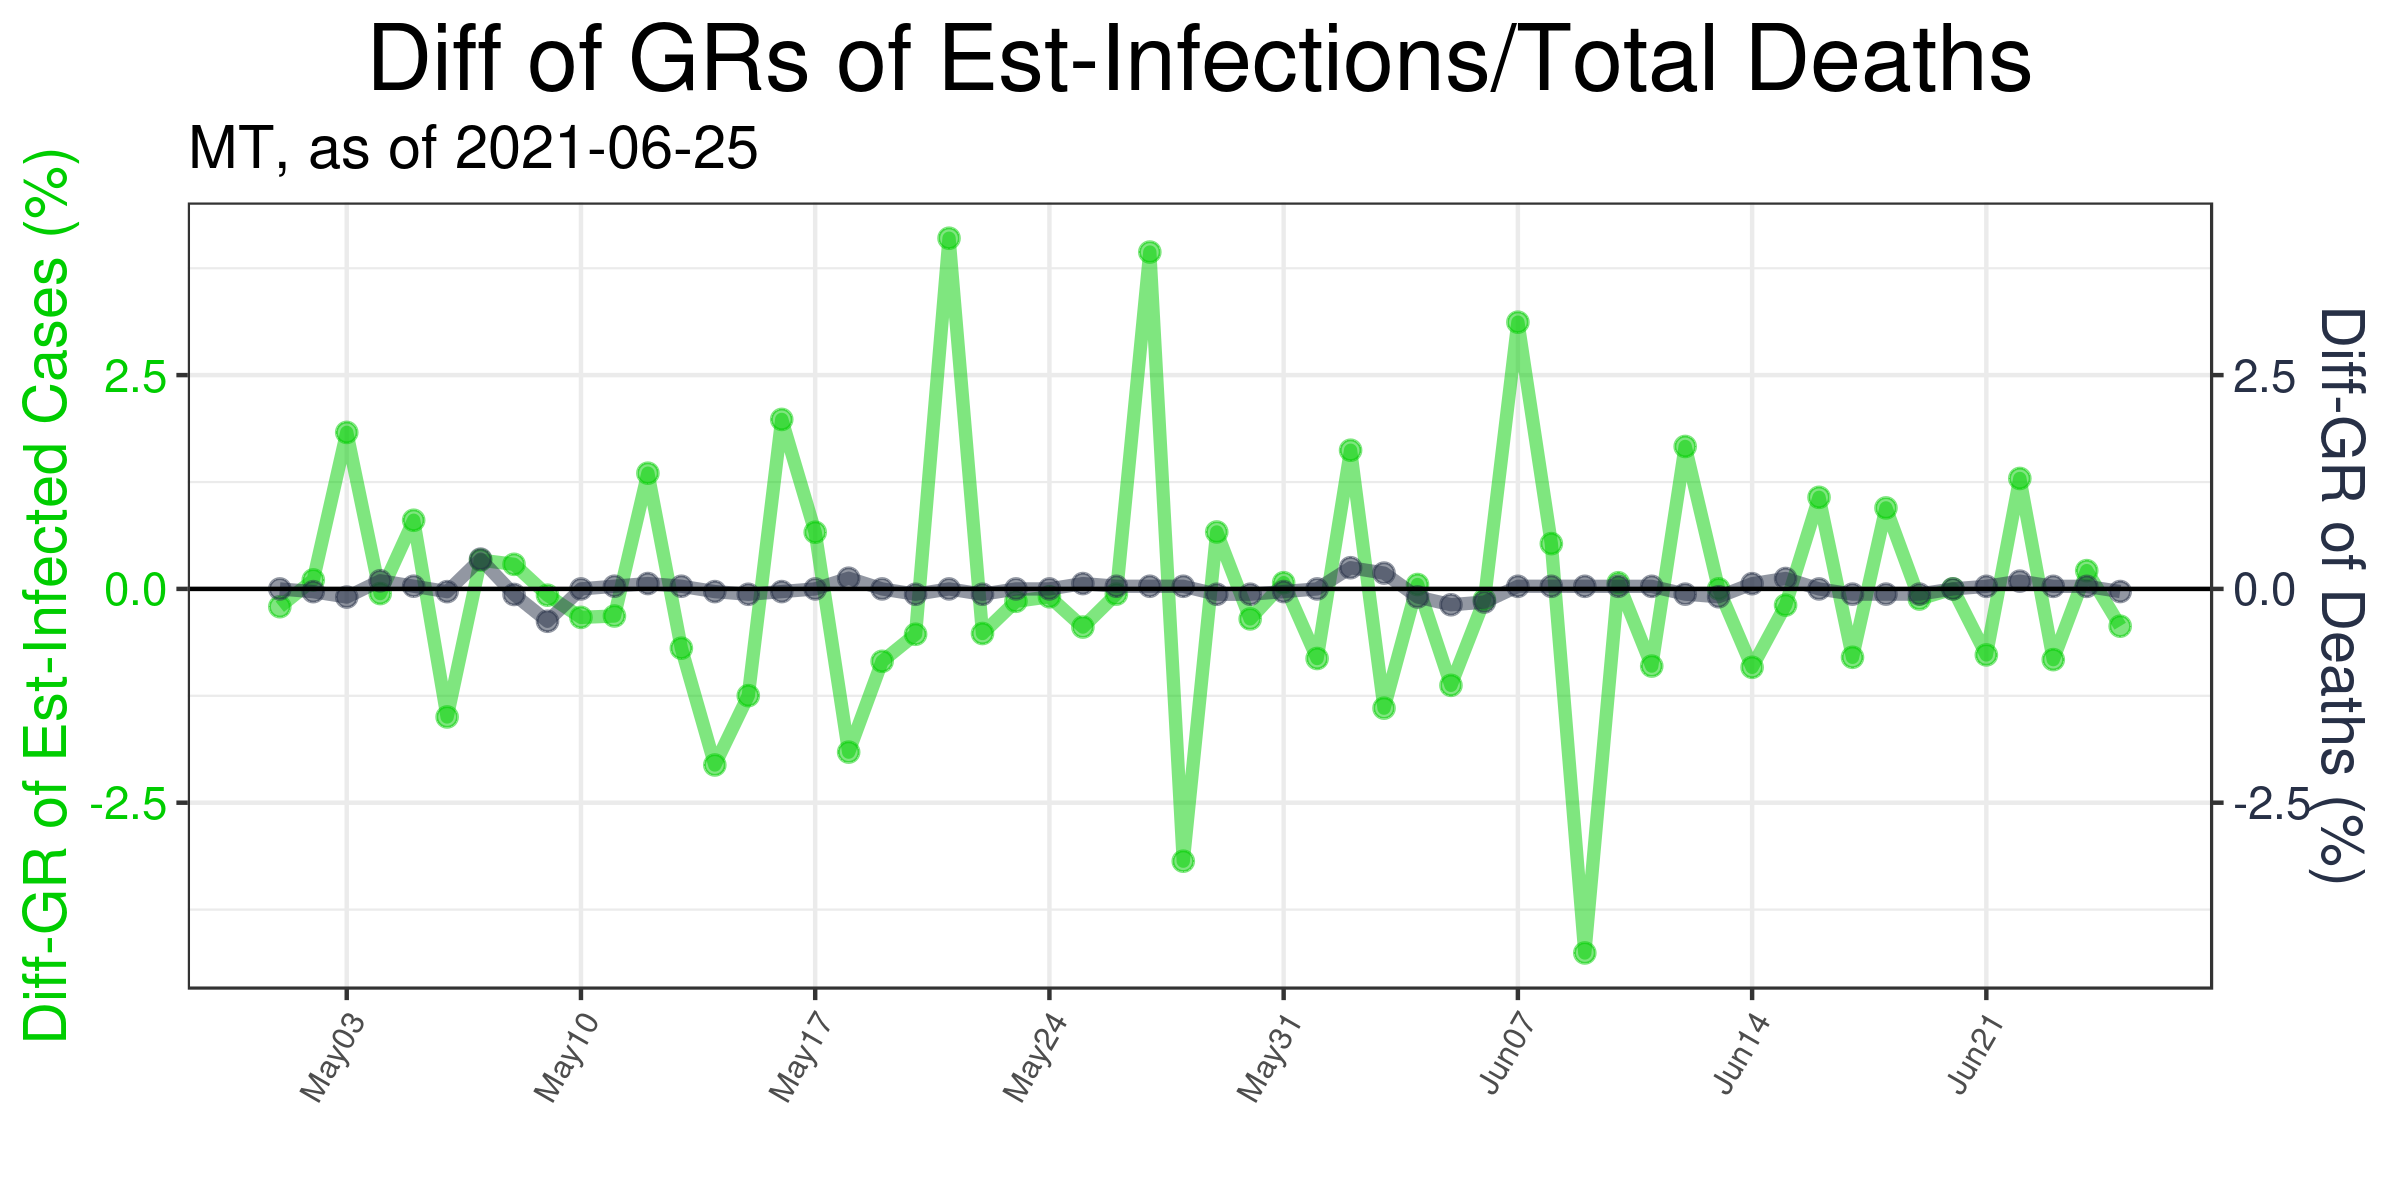 Diff of GRs of Est-Infections/Total Deaths
MT, as of 2021-06-25
Diff-GR of Est-Infected Cases (%)
2.5
0.0
-2.5
2.5
0.0
-2.5
Diff-GR of Deaths (%)
May03
May10
May17
May24
May31
Jun07
Jun14
Jun21